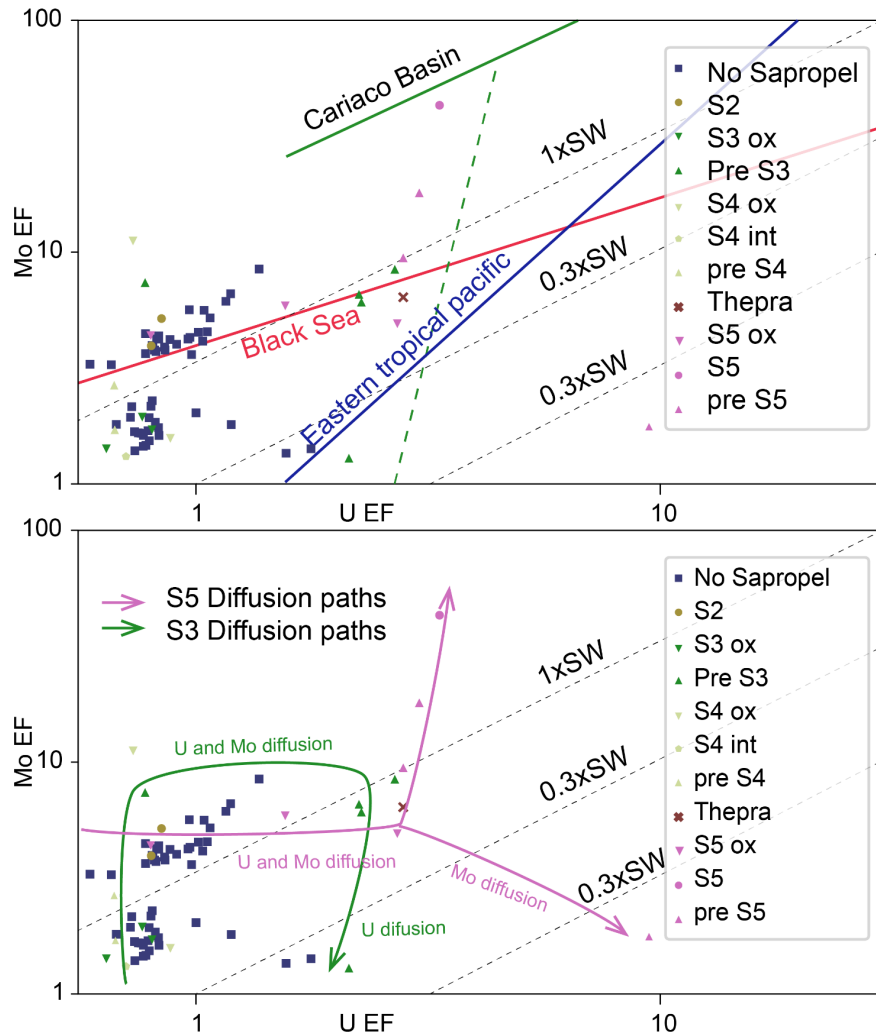 100
Cariaco Basin
No Sapropel
S2
S3 ox
Pre S3
S4 ox
S4 int
pre S4
Thepra
S5 ox
S5
pre S5
1xSW
Mo EF
10
0.3xSW
Black Sea
Eastern tropical pacific
0.3xSW
1
1
U EF
10
100
S5 Diffusion paths
S3 Diffusion paths
No Sapropel
S2
S3 ox
Pre S3
S4 ox
S4 int
pre S4
Thepra
S5 ox
S5
pre S5
1xSW
Mo EF
10
U and Mo diffusion
0.3xSW
U and Mo diffusion
Mo diffusion
0.3xSW
U difusion
1
1
U EF
10